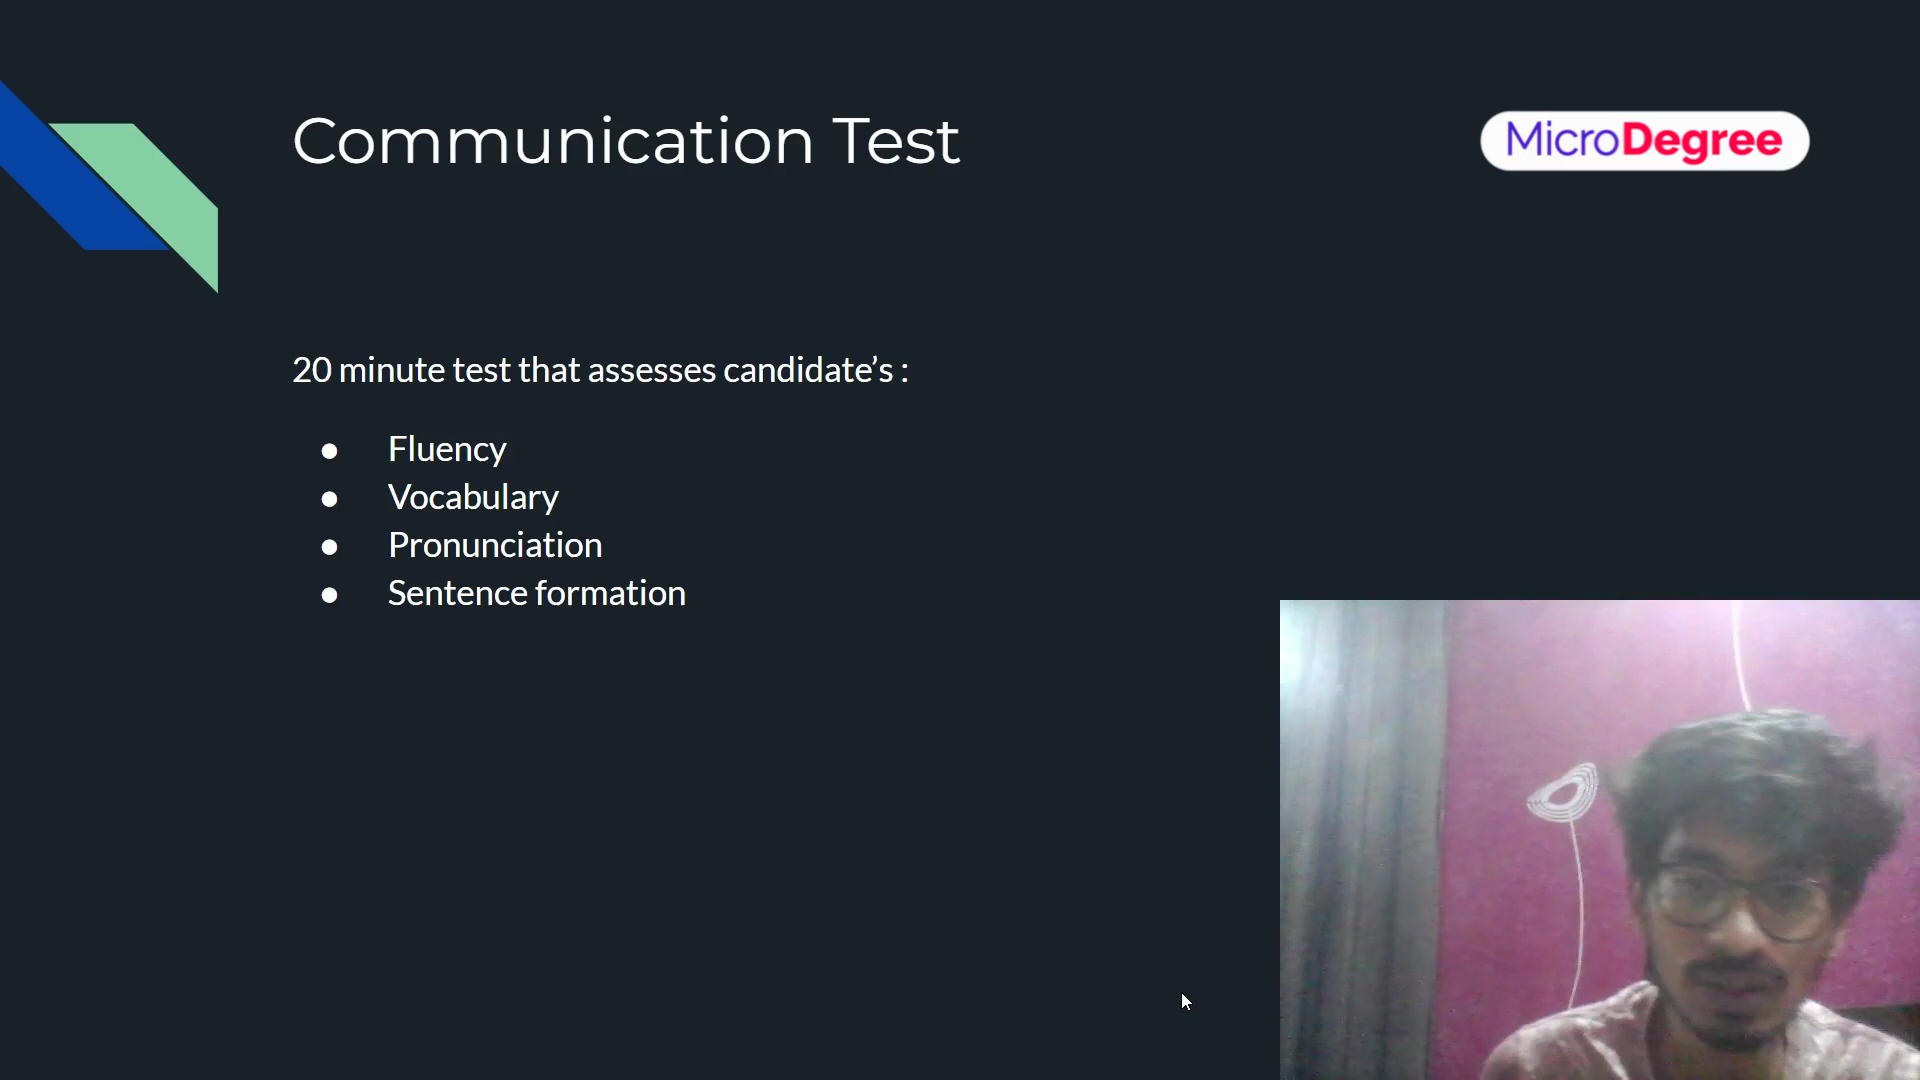 Communication Test
MicroDegree
20 minute test that assesses candidate’s :
● Fluency
● Vocabulary
● Pronunciation
● Sentence formation